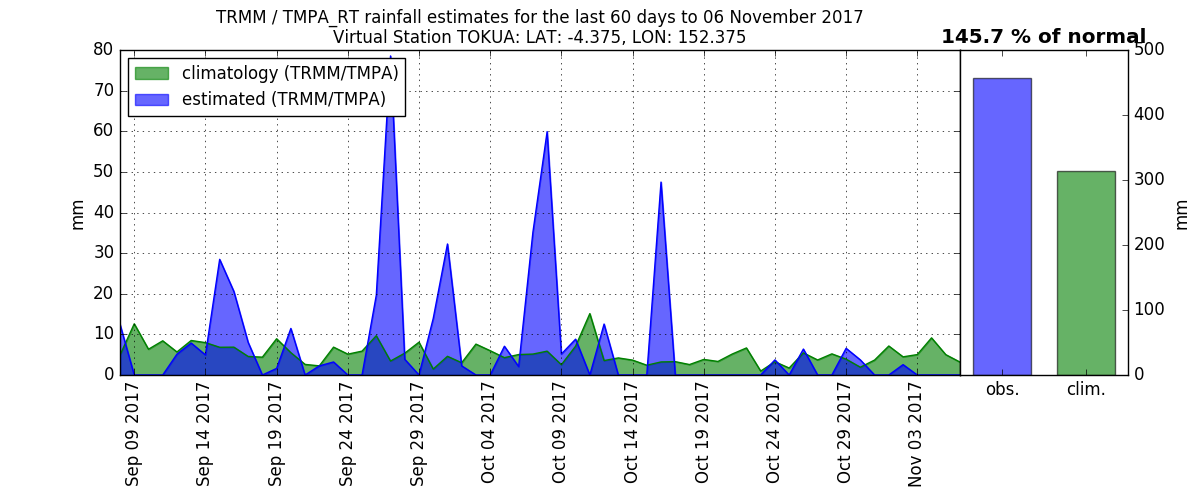 TRMM / TMPA_RT rainfall estimates for the last 60 days to 06 November 2017
Virtual Station TOKUA: LAT: -4.375, LON: 152.375
145.7 % of normal
climatology (TRMM/TMPA)
estimated (TRMM/TMPA)
mm
80
70
60
50
40
30
20
10
0
Sep 09 2017
Sep 14 2017
Sep 19 2017
Sep 24 2017
Sep 29 2017
Oct 04 2017
Oct 09 2017
Oct 14 2017
Oct 19 2017
Oct 24 2017
Oct 29 2017
Nov 03 2017
obs.
clim.
500
400
300
200
100
0
mm